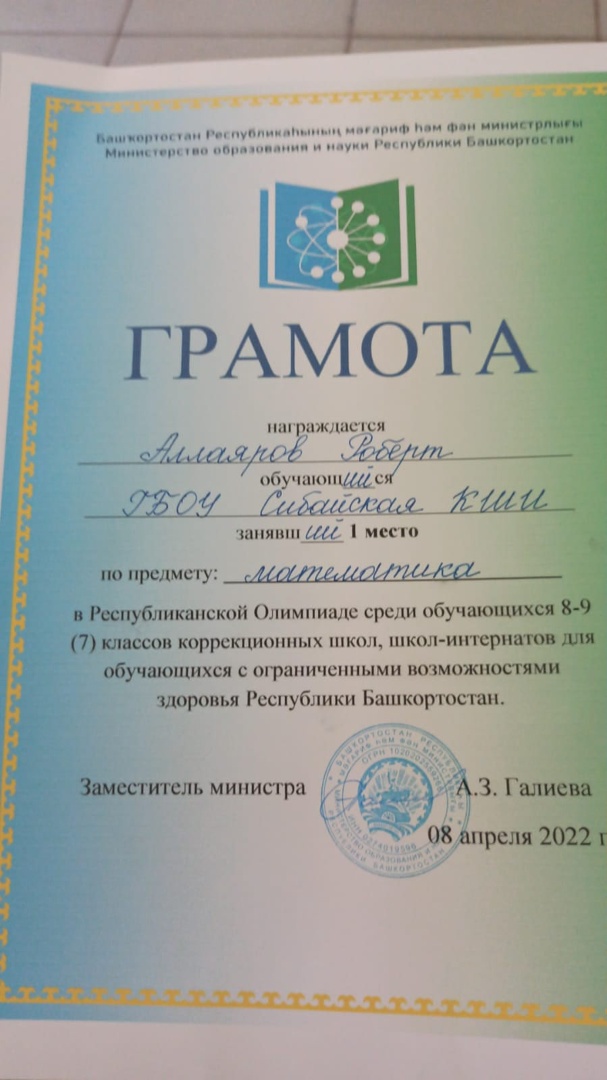 Башҡортостан Республикаһының мәғариф һәм фән министрлығы
Министерство образования и науки Республики Башкортостан
ГРАМОТА
награждается
Аллаяров Роберт
обучающийся
ГБОУ Сибайская КШИ
занявший 1 место
по предмету: математика
в Республиканской Олимпиаде среди обучающихся 8-9
(7) классов коррекционных школ, школ-интернатов для
обучающихся с ограниченными возможностями
здоровья Республики Башкортостан.
Заместитель министра А.З. Галиева
08 апреля 2022 г